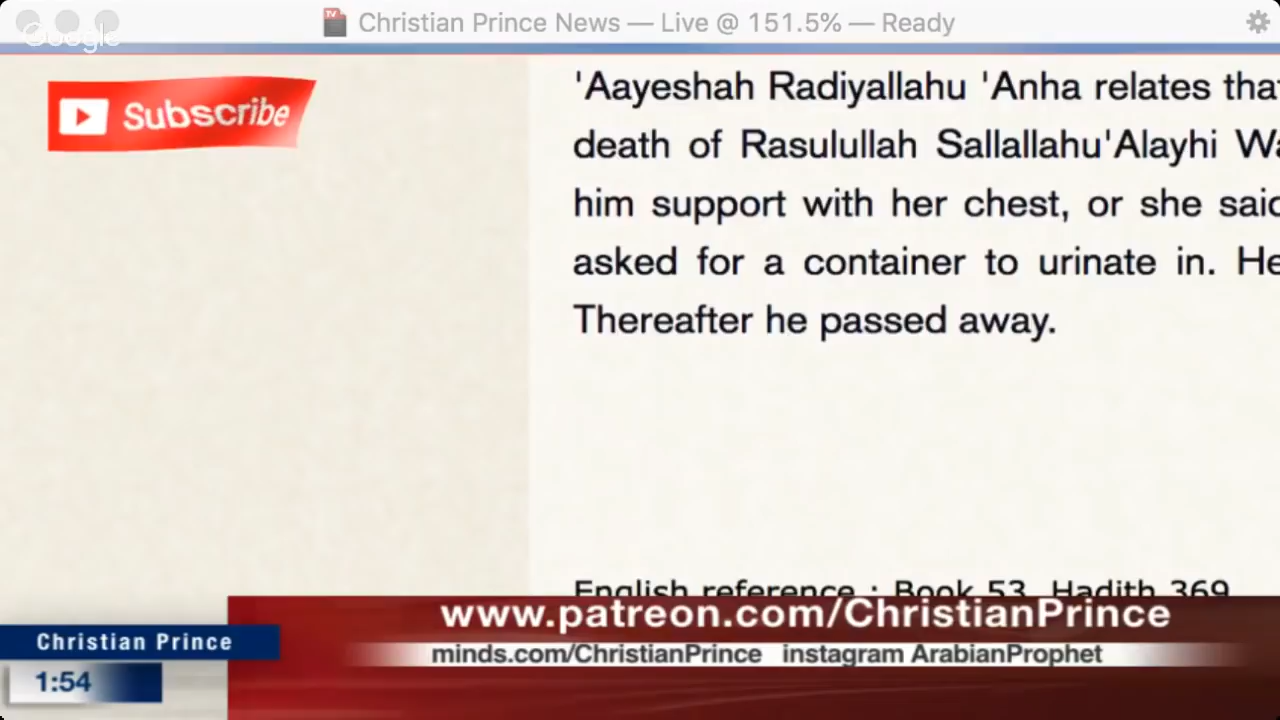 TV
Christian Prince News — Live @ 151.5% — Ready
Google
Subscribe
'Aayeshah Radiyallahu 'Anha relates
death of Rasulullah Sallallahu'Alayhi
him support with her chest, or she
asked for a container to urinate in.
Thereafter he passed away.
English reference : Book 53, Hadith 369
www.patreon.com/ChristianPrince
Christian Prince
minds.com/ChristianPrince instagram ArabianProphet
1:54